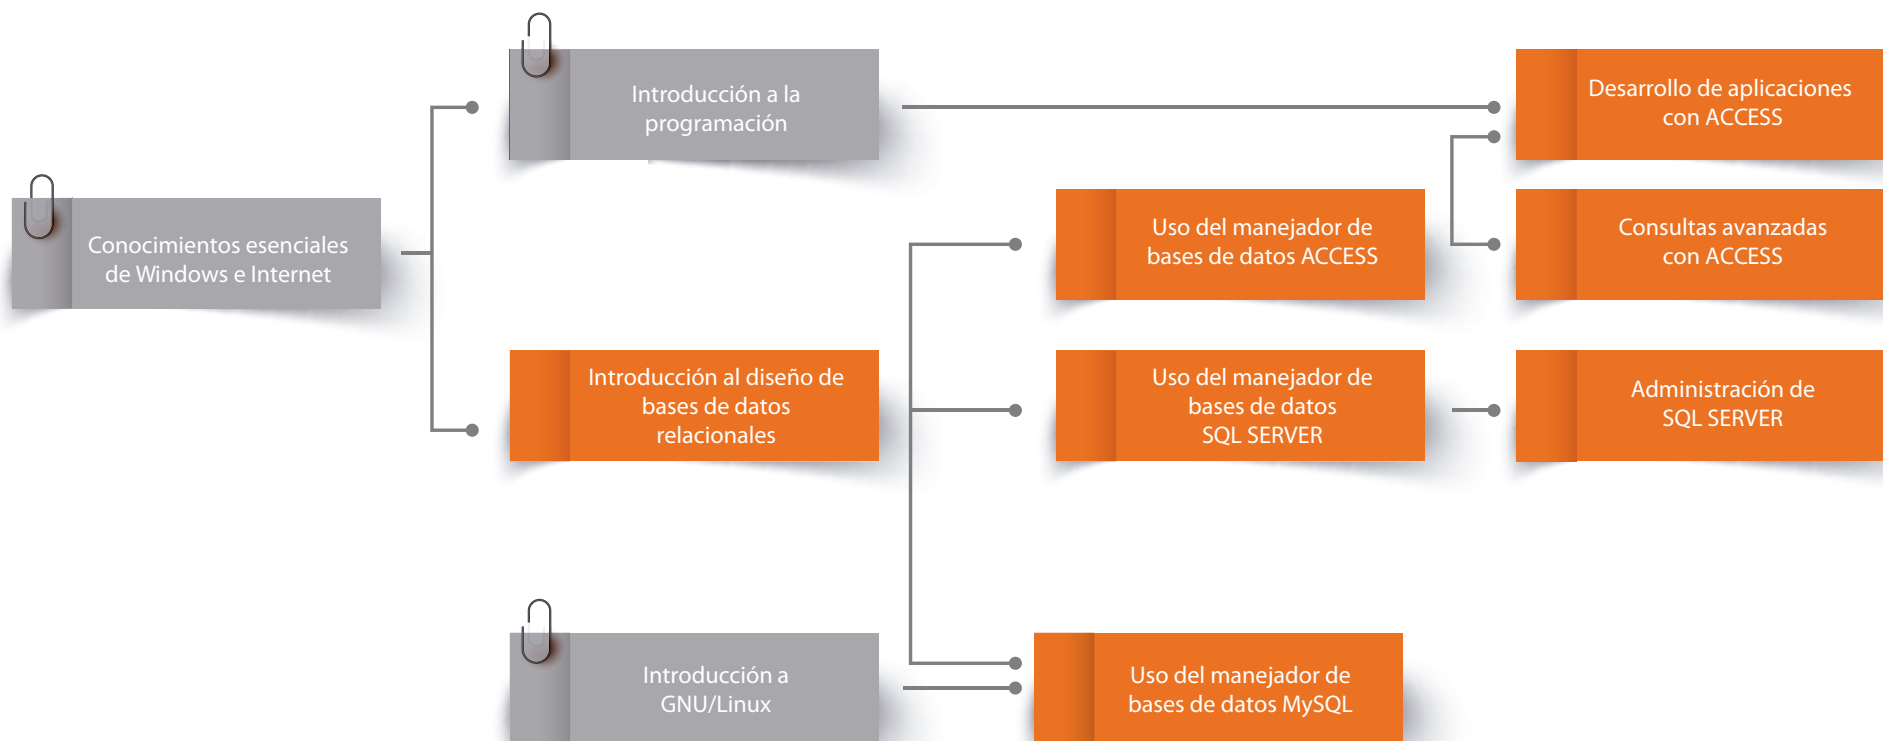 Introducción a la
programación
Desarrollo de aplicaciones
con ACCESS
Conocimientos esenciales
de Windows e Internet
Uso del manejador de
bases de datos ACCESS
Consultas avanzadas
con ACCESS
Introducción al diseño de
bases de datos
relacionales
Uso del manejador de
bases de datos
SQL SERVER
Administración de
SQL SERVER
Introducción a
GNU/Linux
Uso del manejador de
bases de datos MySQL